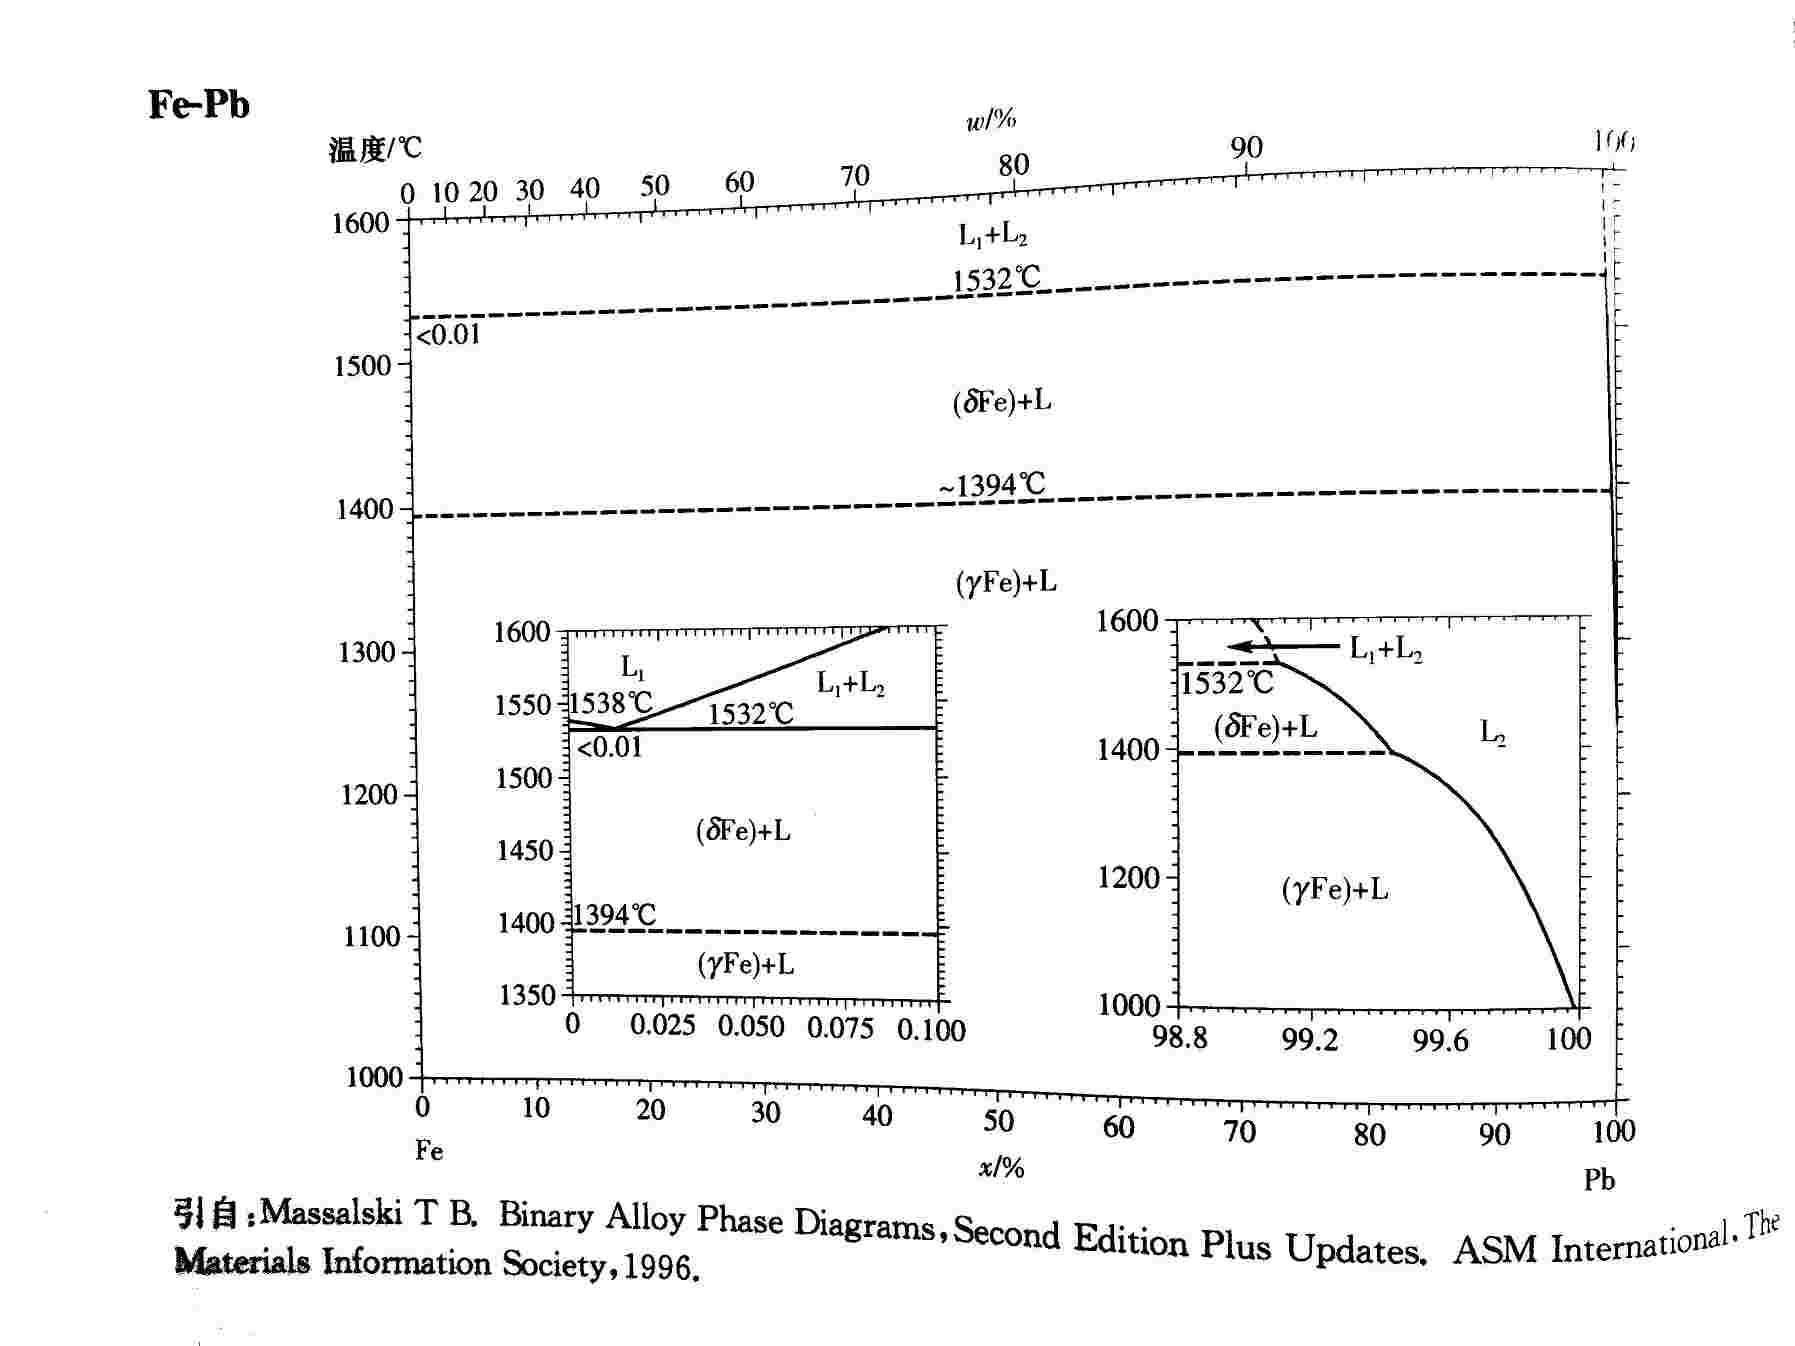 Fe-Pb
w/%
温度/℃
0 10 20 30 40 50 60 70 80 90 100
1600
L₁+L₂
1532℃
<0.01
1500
(δFe)+L
~1394℃
1400
(γFe)+L
1300
1200
1100
1000
1600
L₁
L₁+L₂
1538℃
1550
1532℃
<0.01
1500
(δFe)+L
1450
1394℃
1400
(γFe)+L
1350
0 0.025 0.050 0.075 0.100
1600
L₁+L₂
1532℃
(δFe)+L
L₂
1400
1200
(γFe)+L
1000
98.8 99.2 99.6 100
0 10 20 30 40 50 60 70 80 90 100
Fe
x/%
Pb
引自:Massalski T B. Binary Alloy Phase Diagrams, Second Edition Plus Updates. ASM International. The
Materials Information Society, 1996.